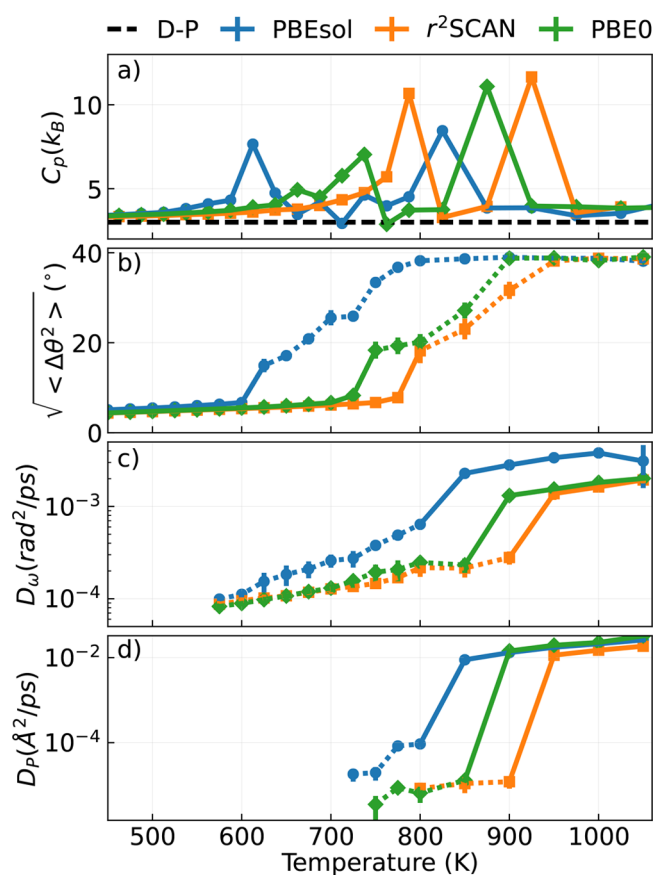 D-P PBEsol r²SCAN PBE0
a)
10
5
C_p(k_B)
b)
40
20
0
√<Δθ²> (°)
c)
10⁻³
10⁻⁴
D_ω(rad²/ps)
d)
10⁻²
10⁻⁴
D_P(Å²/ps)
500 600 700 800 900 1000
Temperature (K)